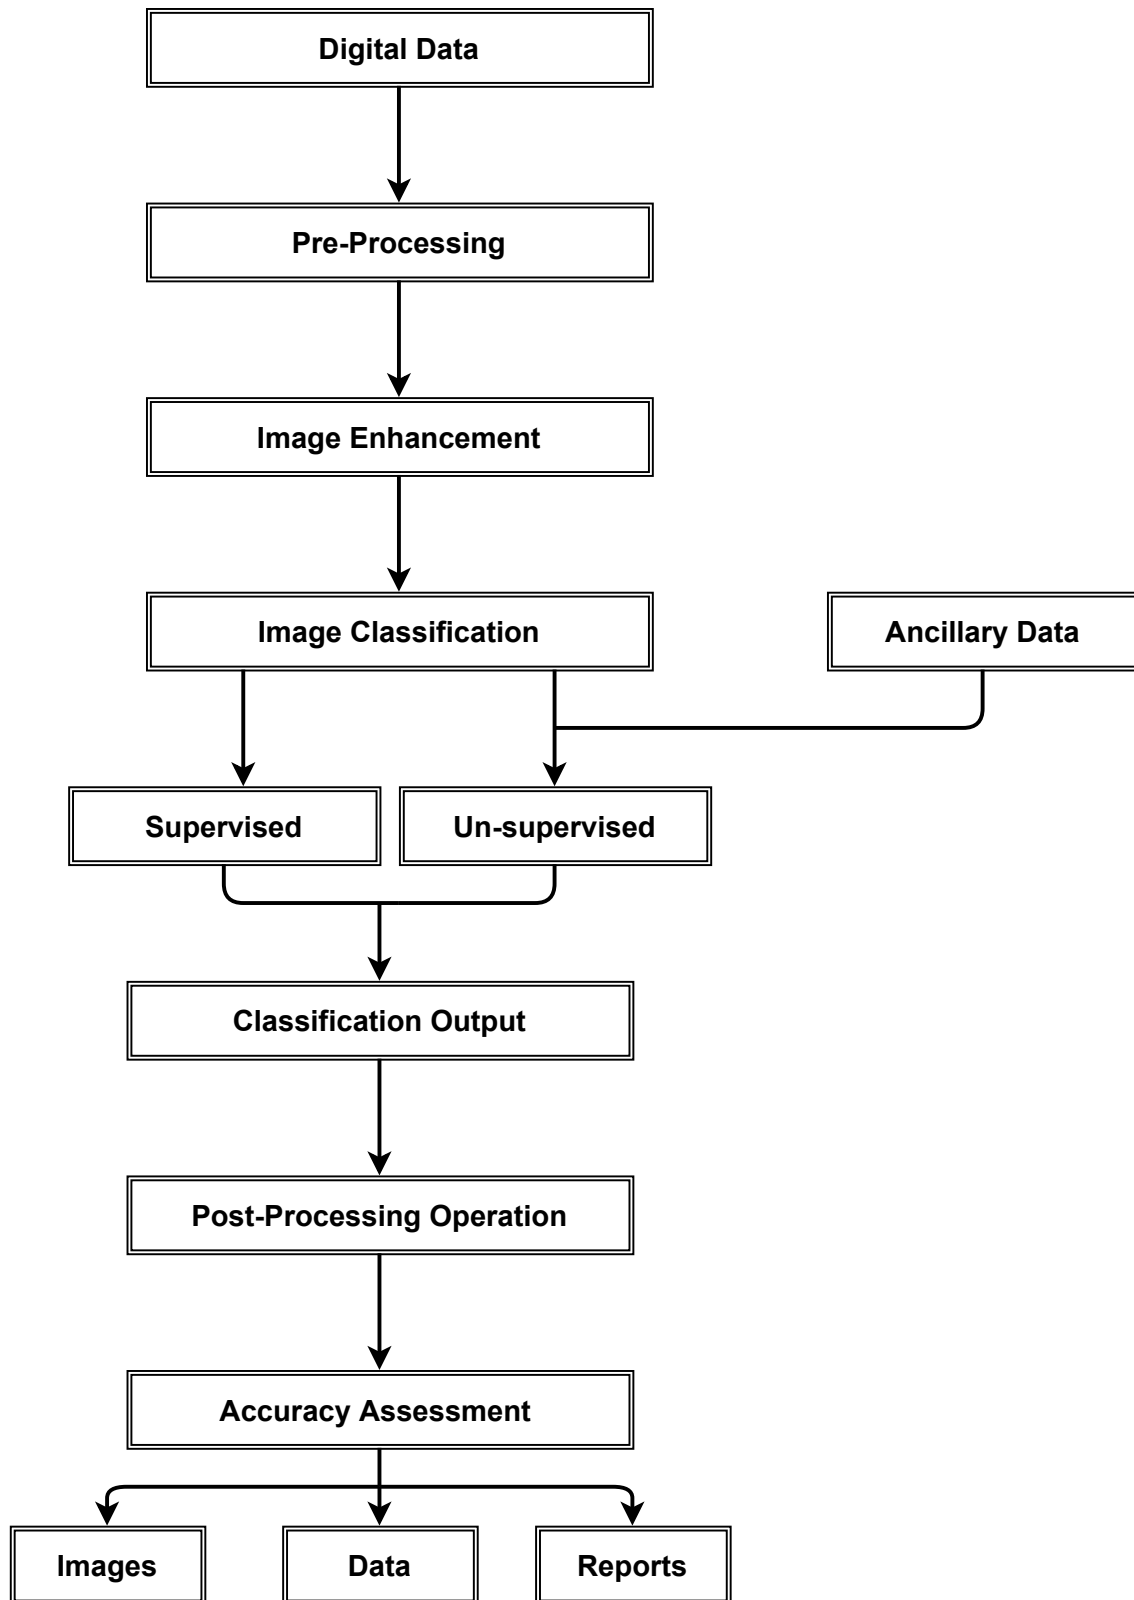 Digital Data
Pre-Processing
Image Enhancement
Image Classification
Ancillary Data
Supervised
Un-supervised
Classification Output
Post-Processing Operation
Accuracy Assessment
Images
Data
Reports